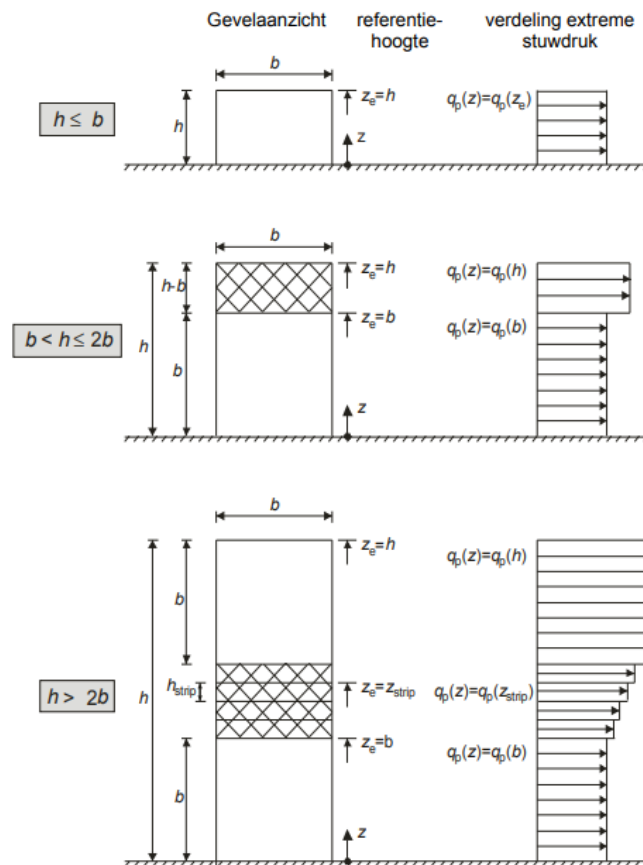 Gevelaanzicht
referentie-
hoogte
verdeling extreme
stuwdruk
h ≤ b
b
h
z_e=h
z
q_p(z)=q_p(z_e)
b < h ≤ 2b
b
h-b
h
b
z_e=h
z_e=b
z
q_p(z)=q_p(h)
q_p(z)=q_p(b)
h > 2b
b
h
b
h_strip
b
z_e=h
z_e=z_strip
z_e=b
z
q_p(z)=q_p(h)
q_p(z)=q_p(z_strip)
q_p(z)=q_p(b)